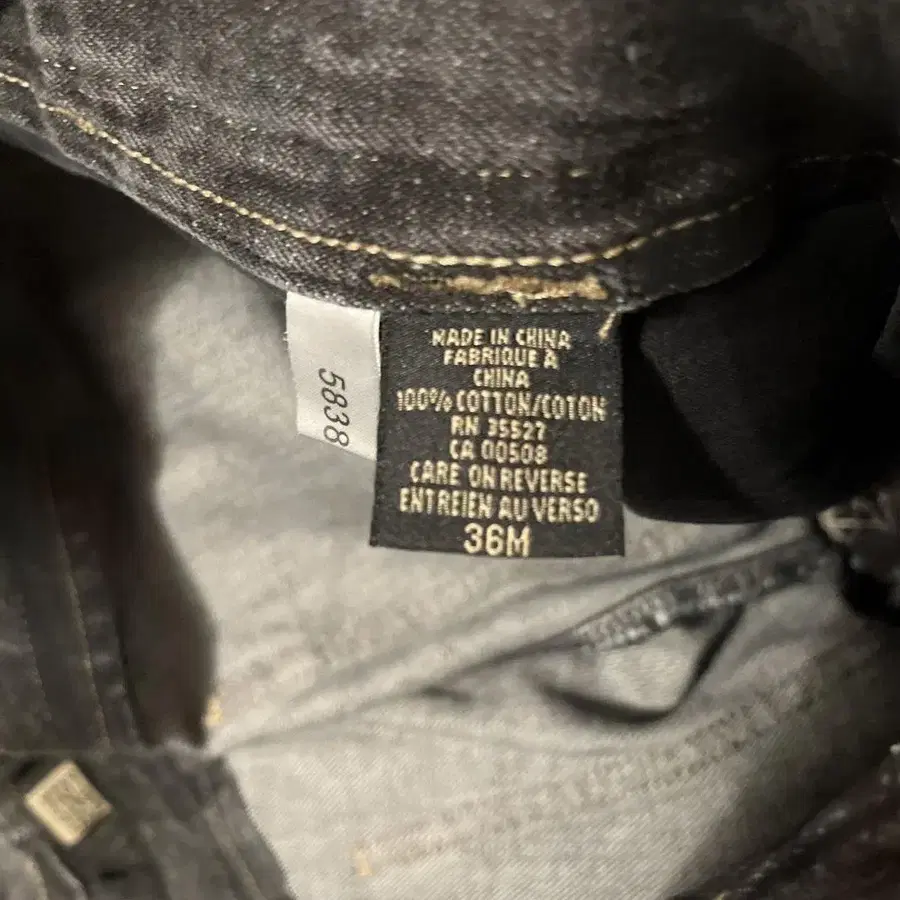 5838
MADE IN CHINA
FABRIQUE À
CHINA
100% COTTON/COTON
RN 35527
CA 00508
CARE ON REVERSE
ENTREIEN AU VERSO
36M